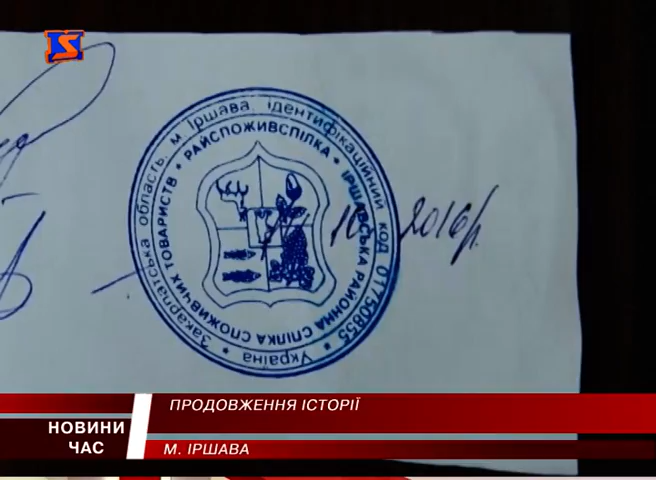 Закарпатська область, м. Іршава, ідентифікаційний код 01750855 * Україна *
РАЙСПОЖИВСПІЛКА * ІРШАВСЬКА РАЙОННА СПІЛКА СПОЖИВЧИХ ТОВАРИСТВ *
10 2016р.
ПРОДОВЖЕННЯ ІСТОРІЇ
НОВИНИ
ЧАС
М. ІРШАВА